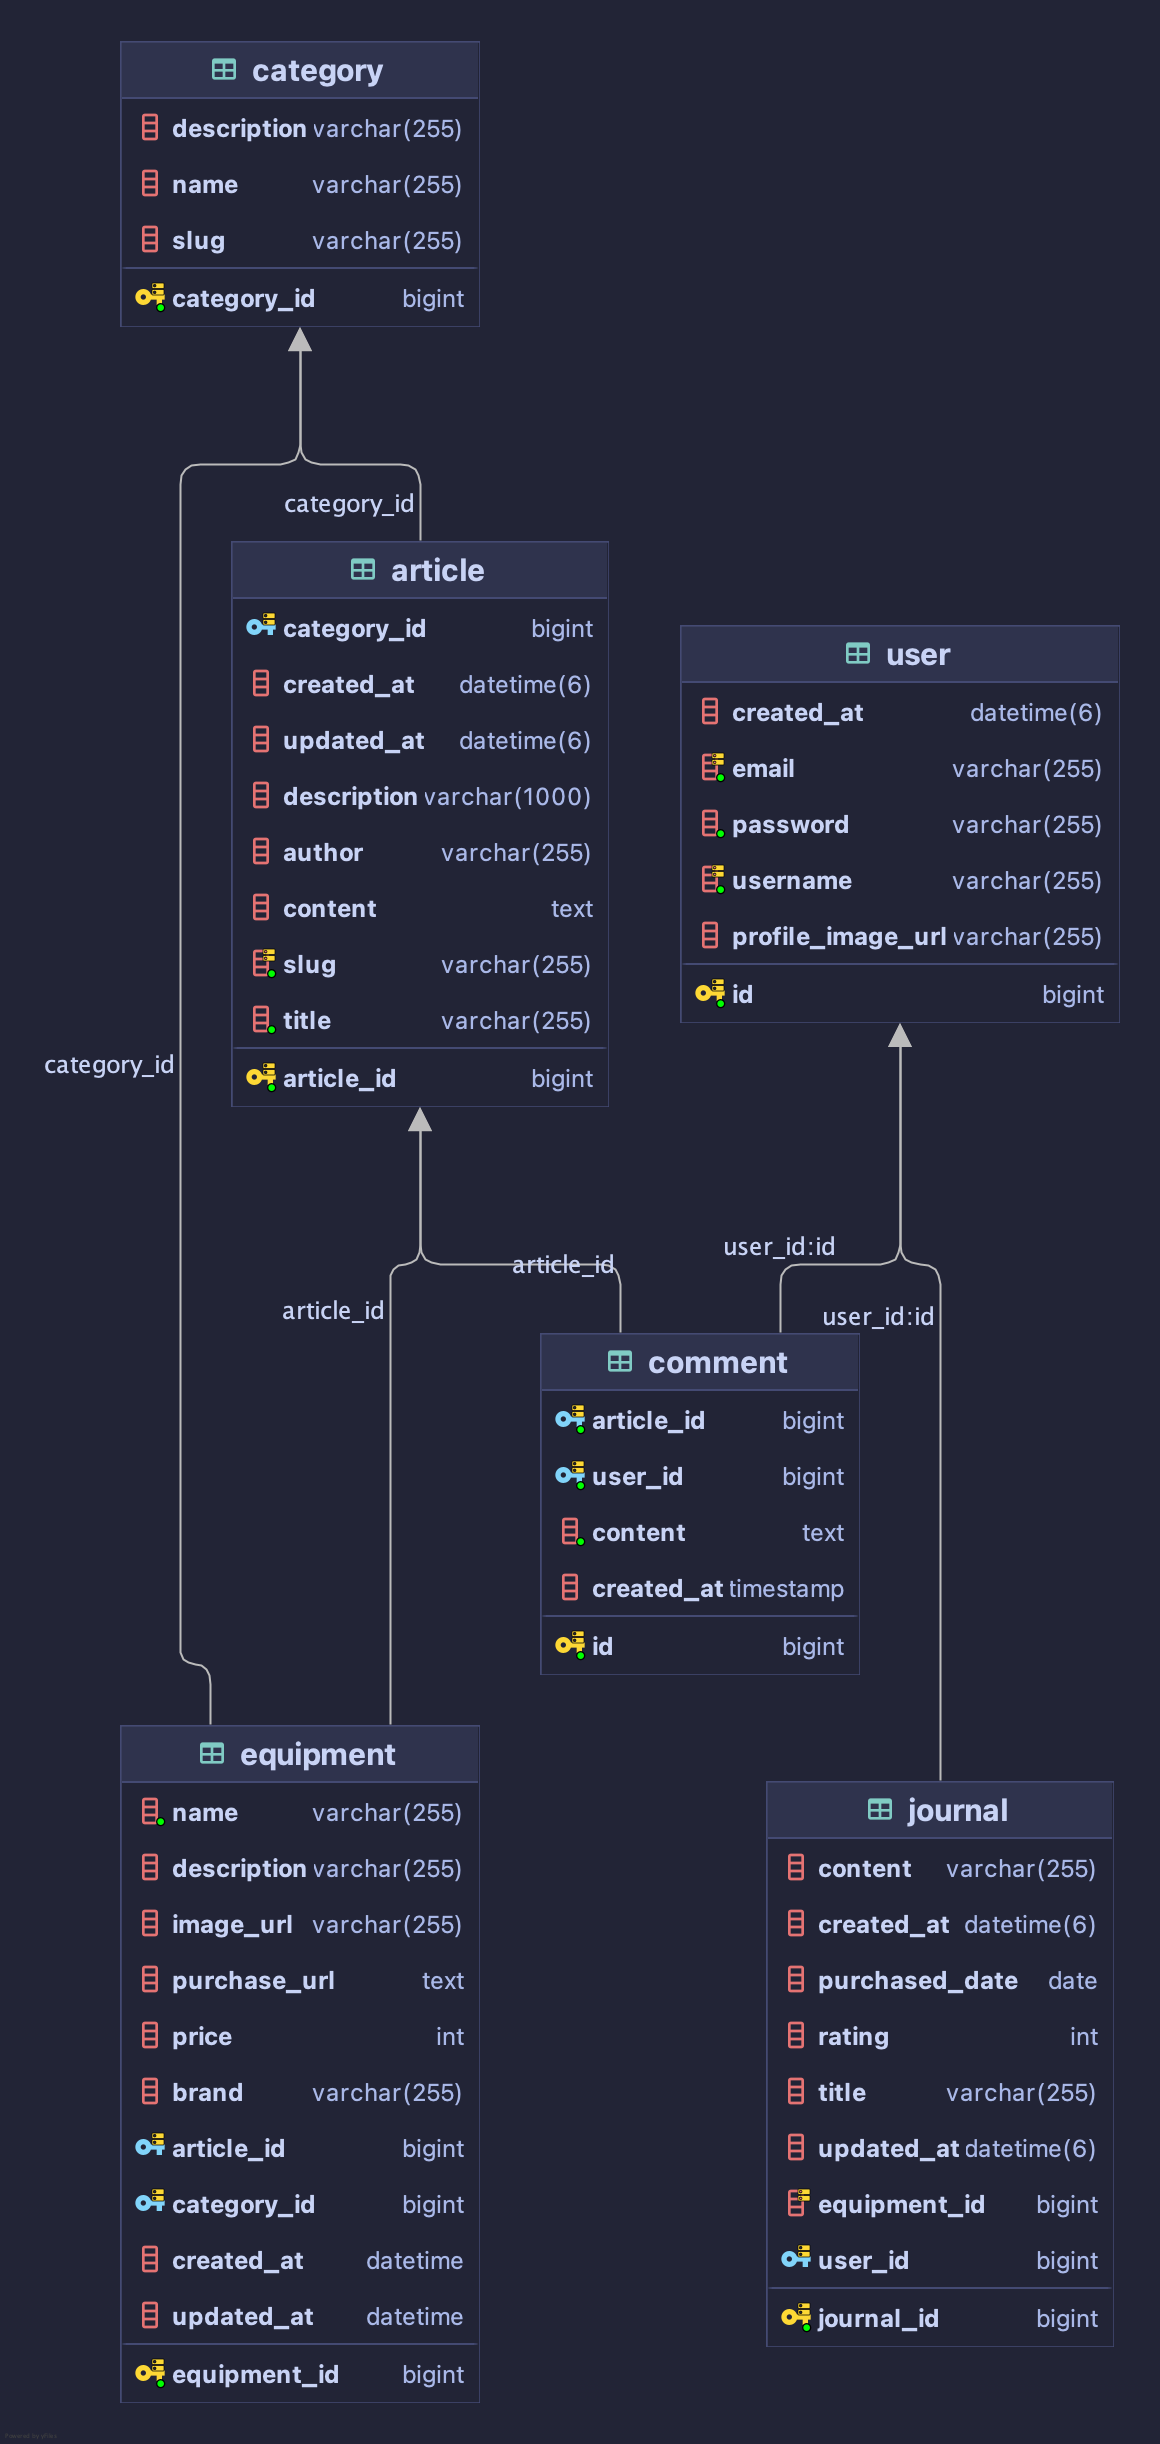 category
description varchar(255)
name varchar(255)
slug varchar(255)
category_id bigint
category_id
article
category_id bigint
created_at datetime(6)
updated_at datetime(6)
description varchar(1000)
author varchar(255)
content text
slug varchar(255)
title varchar(255)
article_id bigint
user
created_at datetime(6)
email varchar(255)
password varchar(255)
username varchar(255)
profile_image_url varchar(255)
id bigint
category_id
article_id
user_id:id
article_id
user_id:id
comment
article_id bigint
user_id bigint
content text
created_at timestamp
id bigint
equipment
name varchar(255)
description varchar(255)
image_url varchar(255)
purchase_url text
price int
brand varchar(255)
article_id bigint
category_id bigint
created_at datetime
updated_at datetime
equipment_id bigint
journal
content varchar(255)
created_at datetime(6)
purchased_date date
rating int
title varchar(255)
updated_at datetime(6)
equipment_id bigint
user_id bigint
journal_id bigint